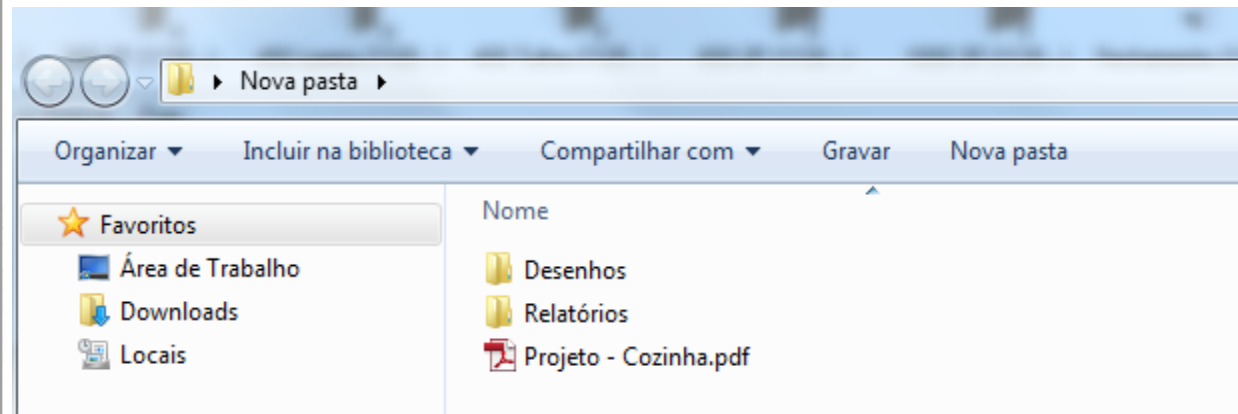 Nova pasta
Organizar Incluir na biblioteca Compartilhar com Gravar Nova pasta
Favoritos
Área de Trabalho
Downloads
Locais
Nome
Desenhos
Relatórios
Projeto - Cozinha.pdf